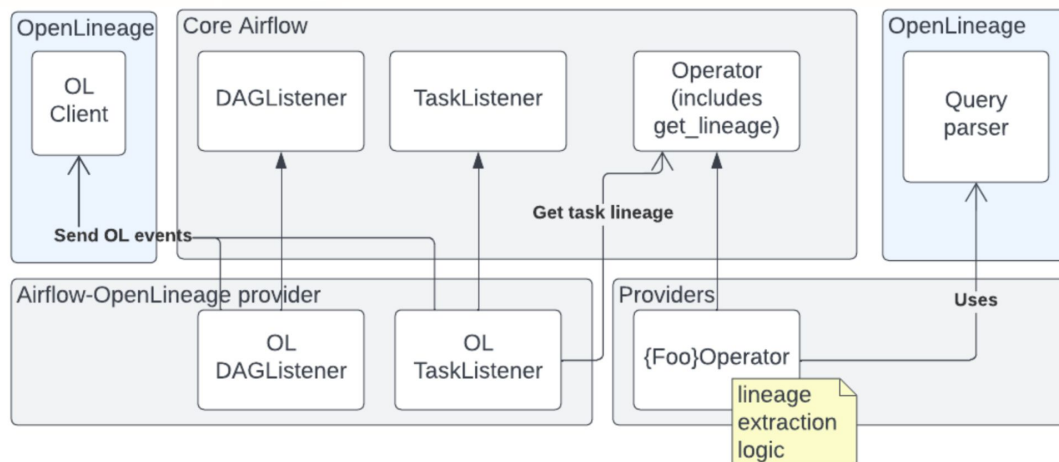 OpenLineage
OL
Client
Core Airflow
DAGListener
TaskListener
Operator
(includes
get_lineage)
OpenLineage
Query
parser
Get task lineage
Send OL events
Airflow-OpenLineage provider
OL
DAGListener
OL
TaskListener
Providers
Uses
{Foo}Operator
lineage
extraction
logic